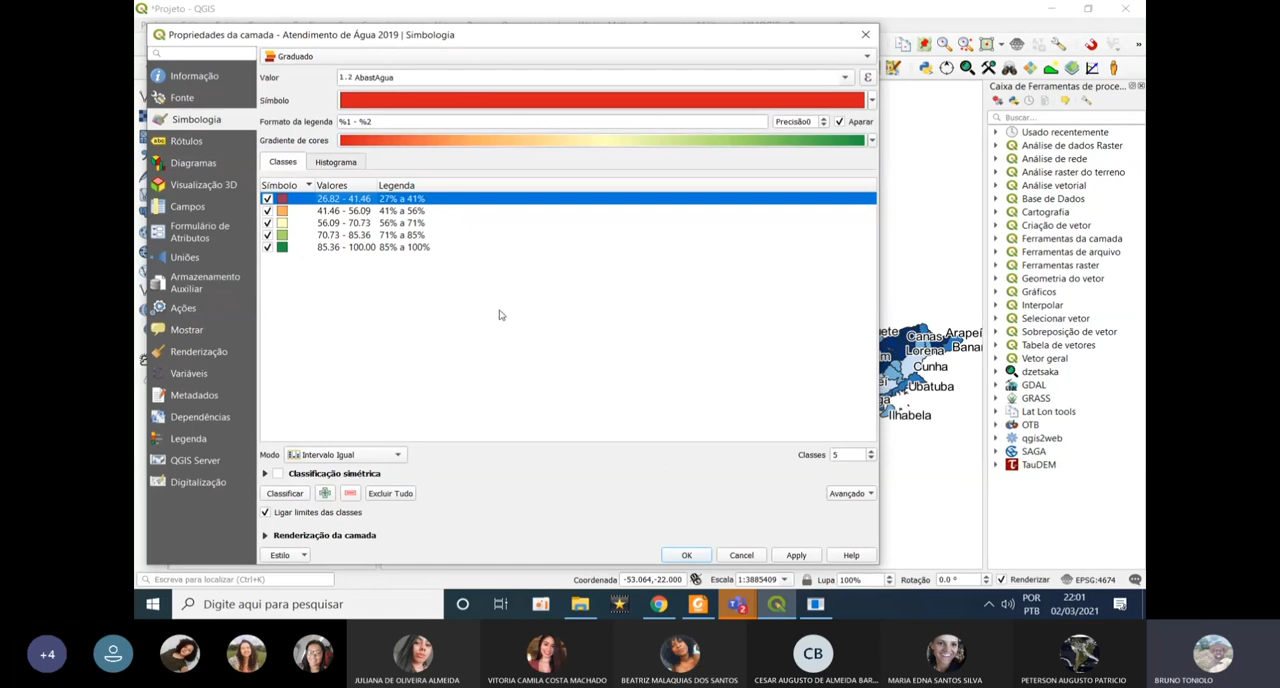 *Projeto - QGIS
Propriedades da camada - Atendimento de Água 2019 | Simbologia
Informação
Fonte
Simbologia
Rótulos
Diagramas
Visualização 3D
Campos
Formulário de Atributos
Uniões
Armazenamento Auxiliar
Ações
Mostrar
Renderização
Variáveis
Metadados
Dependências
Legenda
QGIS Server
Digitalização
Graduado
Valor 1.2 AbastAgua ε
Símbolo
Formato da legenda %1 - %2 Precisão0 Aparar
Gradiente de cores
Classes Histograma
Símbolo Valores Legenda
26.82 - 41.46 27% a 41%
41.46 - 56.09 41% a 56%
56.09 - 70.73 56% a 71%
70.73 - 85.36 71% a 85%
85.36 - 100.00 85% a 100%
Modo Intervalo Igual Classes 5
Classificação simétrica
Classificar Excluir Tudo Avançado
Ligar limites das classes
Renderização da camada
Estilo OK Cancel Apply Help
Canas Arapeí
Lorena Banan
Cunha
Ubatuba
Ilhabela
Caixa de Ferramentas de proce...
Buscar...
Usado recentemente
Análise de dados Raster
Análise de rede
Análise raster do terreno
Análise vetorial
Base de Dados
Cartografia
Criação de vetor
Ferramentas da camada
Ferramentas de arquivo
Ferramentas raster
Geometria do vetor
Gráficos
Interpolar
Selecionar vetor
Sobreposição de vetor
Tabela de vetores
Vetor geral
dzetsaka
GDAL
GRASS
Lat Lon tools
OTB
qgis2web
SAGA
TauDEM
Escreva para localizar (Ctrl+K) Coordenada -53.064,-22.000 Escala 1:3885409 Lupa 100% Rotação 0.0 ° Renderizar EPSG:4674
Digite aqui para pesquisar
POR
PTB
22:01
02/03/2021
+4
JULIANA DE OLIVEIRA ALMEIDA
VITORIA CAMILA COSTA MACHADO
BEATRIZ MALAQUIAS DOS SANTOS
CB
CESAR AUGUSTO DE ALMEIDA BAR...
MARIA EDNA SANTOS SILVA
PETERSON AUGUSTO PATRICIO
BRUNO TONIOLO